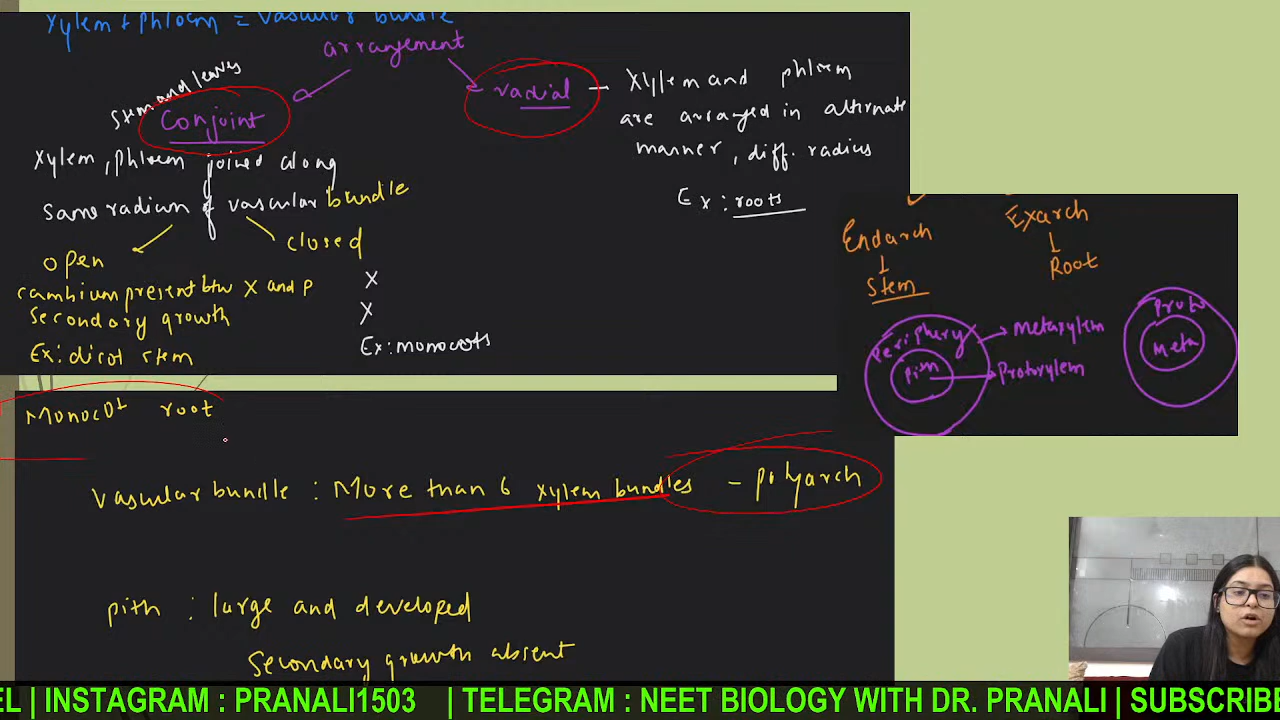 Xylem + phloem = vascular bundle
arrangement
stem and leaves
Conjoint
Xylem, phloem joined along
same radium of vascular bundle
open
closed
cambium present btw X and P
secondary growth
Ex: dicot stem
X
X
Ex: monocots
radial - Xylem and phloem
are arranged in alternate
manner, diff. radius
Ex: roots
Endarch
Stem
Exarch
Root
Periphery
Pith
Metaxylem
Protoxylem
Proto
Meta
Monocot root
Vascular bundle : More than 6 xylem bundles - polyarch
pith : large and developed
Secondary growth absent
EL | INSTAGRAM : PRANALI1503 | TELEGRAM : NEET BIOLOGY WITH DR. PRANALI | SUBSCRIBE